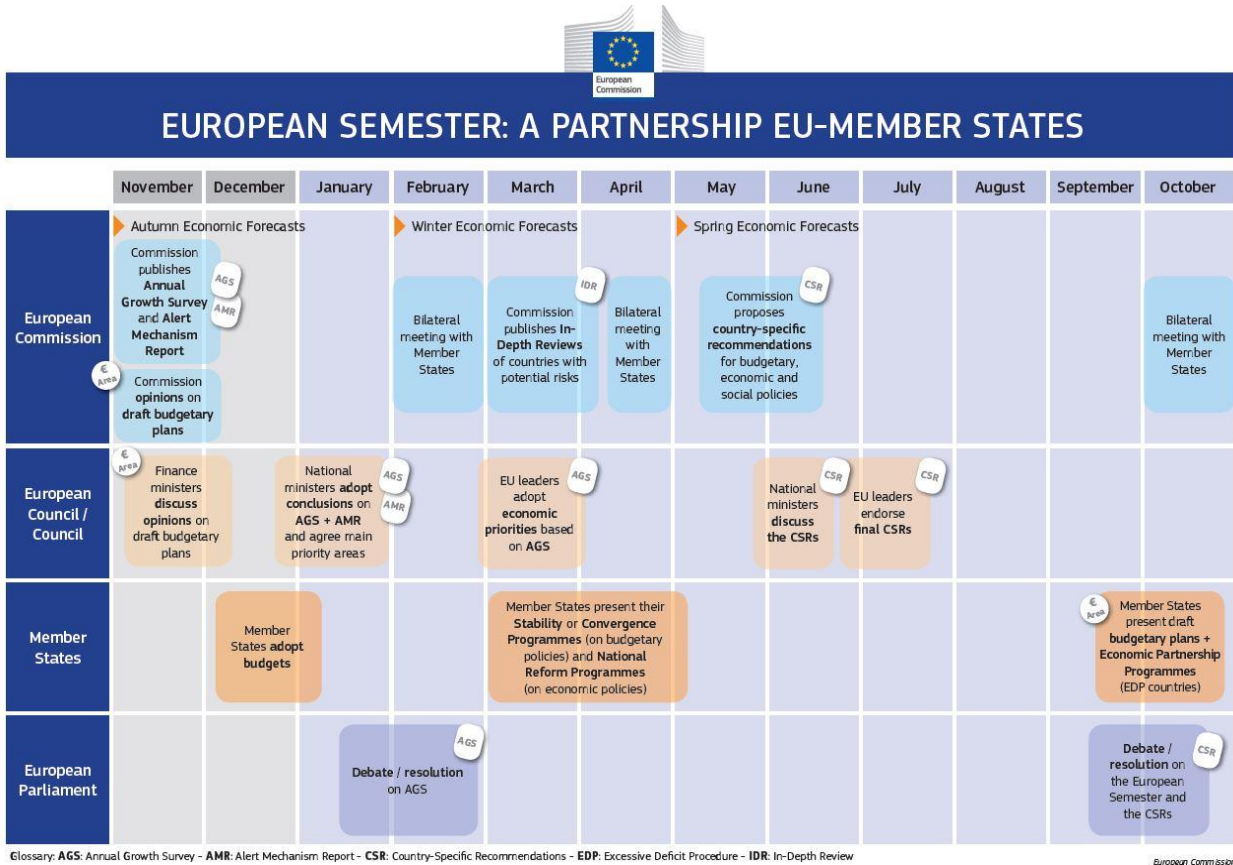 European
Commission
EUROPEAN SEMESTER: A PARTNERSHIP EU-MEMBER STATES
November December January February March April May June July August September October
European
Commission
Autumn Economic Forecasts
Winter Economic Forecasts
Spring Economic Forecasts
Commission
publishes
Annual
Growth Survey
and Alert
Mechanism
Report
AGS
AMR
€
Area
Commission
opinions on
draft budgetary
plans
Bilateral
meeting with
Member
States
Commission
publishes In-
Depth Reviews
of countries with
potential risks
IDR
Bilateral
meeting
with
Member
States
Commission
proposes
country-specific
recommendations
for budgetary,
economic and
social policies
CSR
Bilateral
meeting with
Member
States
European
Council /
Council
€
Area
Finance
ministers
discuss
opinions on
draft budgetary
plans
National
ministers adopt
conclusions on
AGS + AMR
and agree main
priority areas
AGS
AMR
EU leaders
adopt
economic
priorities based
on AGS
AGS
National
ministers
discuss
the CSRs
CSR
EU leaders
endorse
final CSRs
CSR
Member
States
Member
States adopt
budgets
Member States present their
Stability or Convergence
Programmes (on budgetary
policies) and National
Reform Programmes
(on economic policies)
€
Area
Member States
present draft
budgetary plans +
Economic Partnership
Programmes
(EDP countries)
European
Parliament
Debate / resolution
on AGS
AGS
Debate /
resolution on
the European
Semester and
the CSRs
CSR
Glossary: AGS: Annual Growth Survey - AMR: Alert Mechanism Report - CSR: Country-Specific Recommendations - EDP: Excessive Deficit Procedure - IDR: In-Depth Review
European Commission